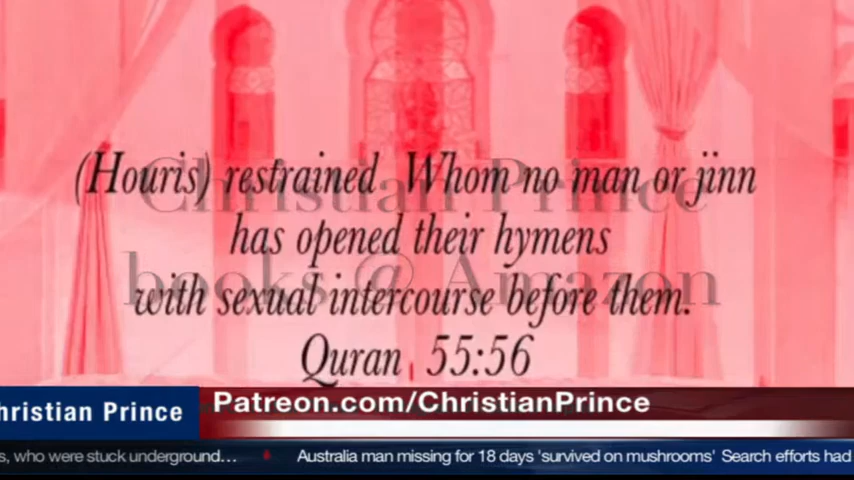 (Houris) restrained Whom no man or jinn
has opened their hymens
with sexual intercourse before them.
Quran 55:56
Christian Prince
books @ Amazon
hristian Prince
Patreon.com/ChristianPrince
s, who were stuck underground… Australia man missing for 18 days 'survived on mushrooms' Search efforts had